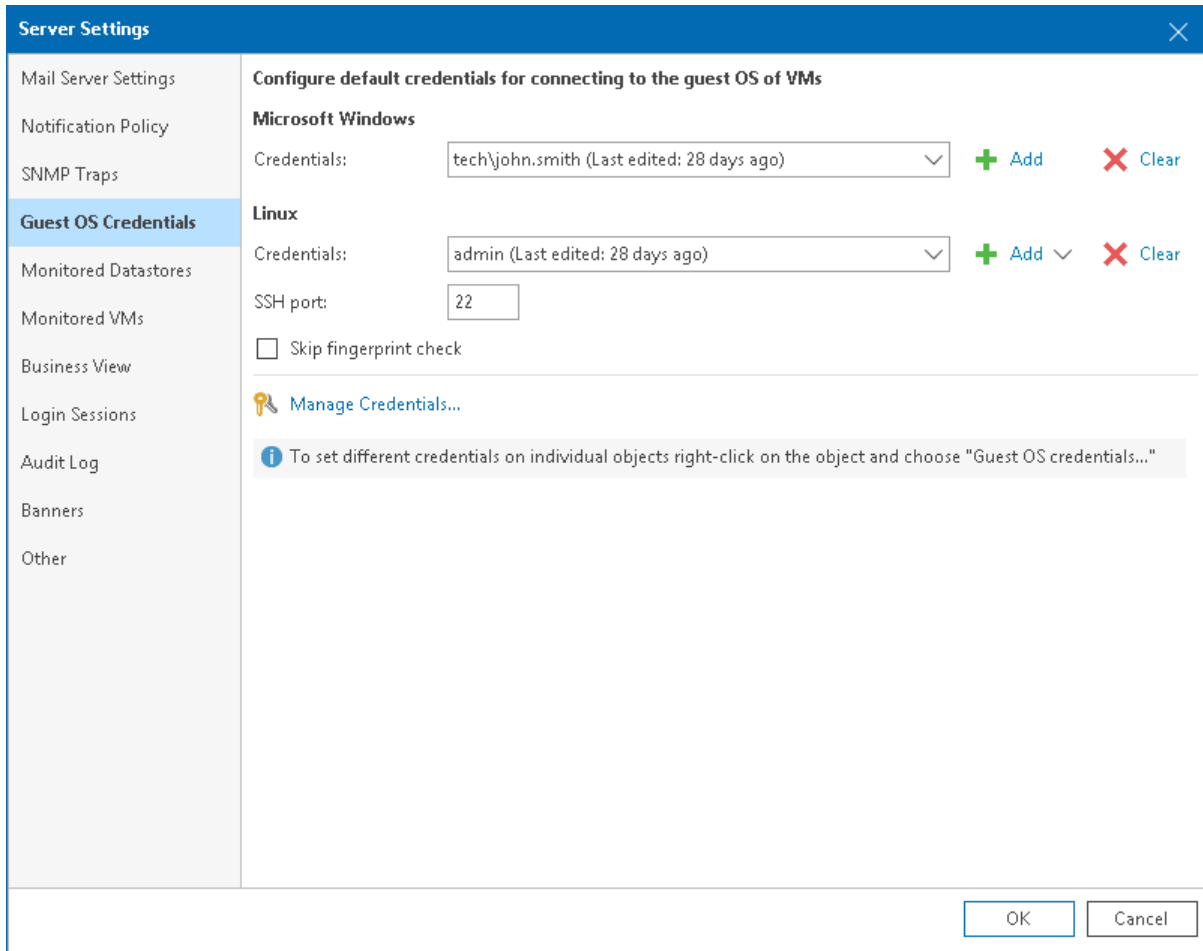 Server Settings
Mail Server Settings
Notification Policy
SNMP Traps
Guest OS Credentials
Monitored Datastores
Monitored VMs
Business View
Login Sessions
Audit Log
Banners
Other
Configure default credentials for connecting to the guest OS of VMs
Microsoft Windows
Credentials: tech\john.smith (Last edited: 28 days ago) Add Clear
Linux
Credentials: admin (Last edited: 28 days ago) Add Clear
SSH port: 22
Skip fingerprint check
Manage Credentials...
To set different credentials on individual objects right-click on the object and choose "Guest OS credentials..."
OK Cancel